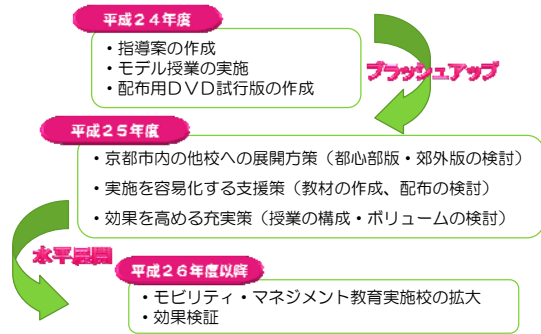 平成２４年度
・指導案の作成
・モデル授業の実施
・配布用ＤＶＤ試行版の作成
ブラッシュアップ
平成２５年度
・京都市内の他校への展開方策（都心部版・郊外版の検討）
・実施を容易化する支援策（教材の作成、配布の検討）
・効果を高める充実策（授業の構成・ボリュームの検討）
水平展開
平成２６年度以降
・モビリティ・マネジメント教育実施校の拡大
・効果検証